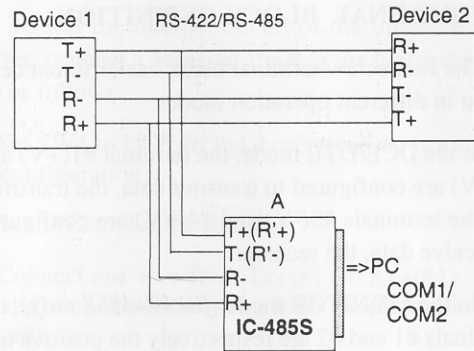 Device 1 RS-422/RS-485 Device 2
T+ R+
T- R-
R- T-
R+ T+
A
T+(R'+)
T-(R'-)
R- =>PC
R+ COM1/
IC-485S COM2